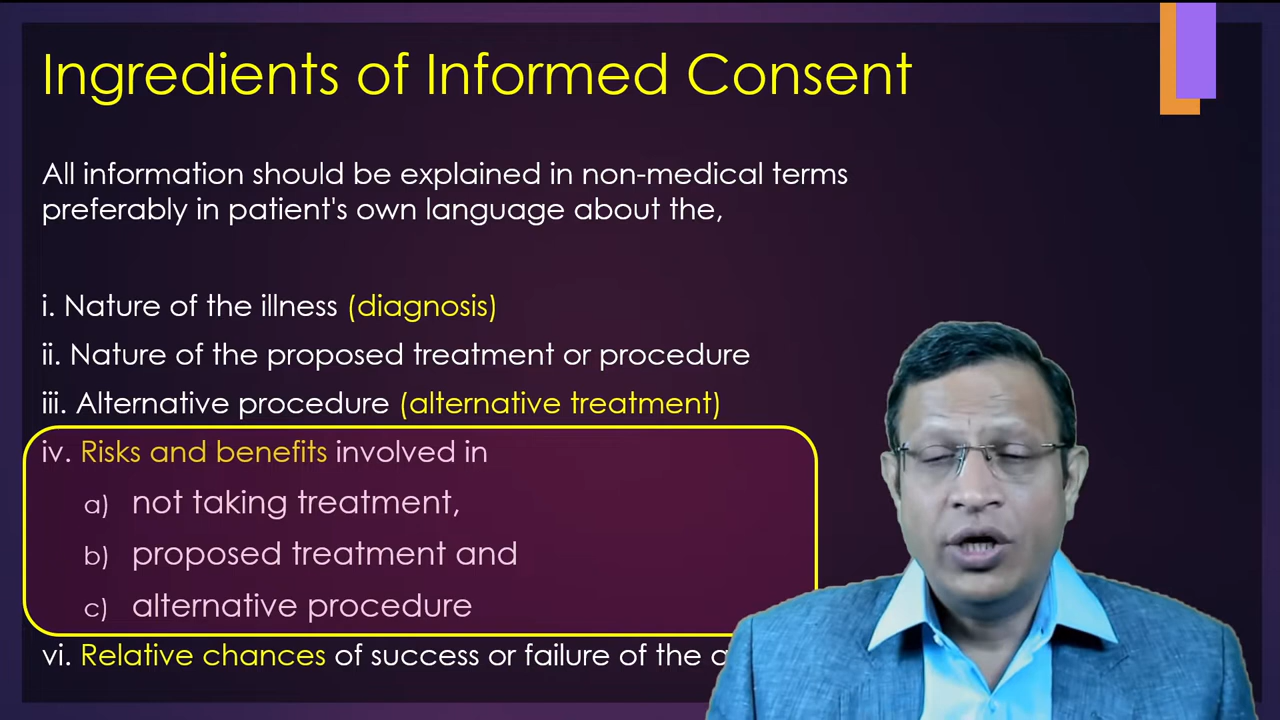 Ingredients of Informed Consent
All information should be explained in non-medical terms
preferably in patient's own language about the,
i. Nature of the illness (diagnosis)
ii. Nature of the proposed treatment or procedure
iii. Alternative procedure (alternative treatment)
iv. Risks and benefits involved in
a) not taking treatment,
b) proposed treatment and
c) alternative procedure
vi. Relative chances of success or failure of the